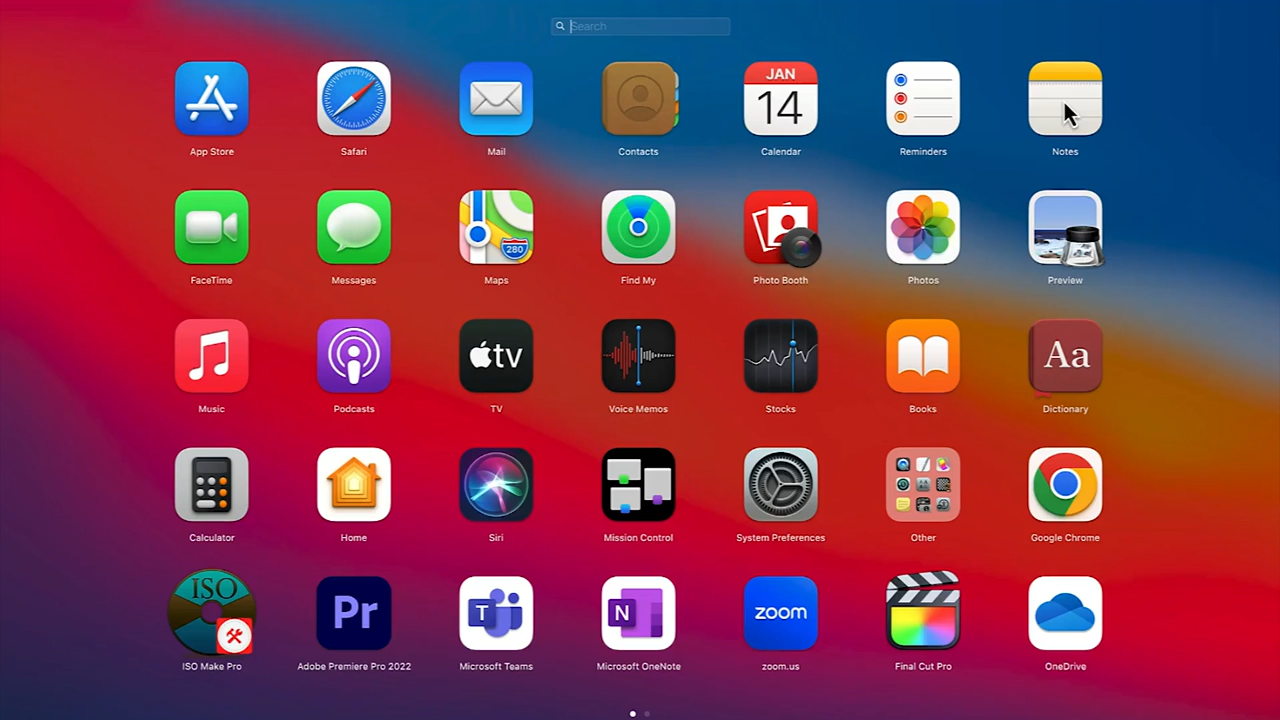 Search
JAN
14
App Store
Safari
Mail
Contacts
Calendar
Reminders
Notes
280
FaceTime
Messages
Maps
Find My
Photo Booth
Photos
Preview
tv
Aa
Music
Podcasts
TV
Voice Memos
Stocks
Books
Dictionary
Calculator
Home
Siri
Mission Control
System Preferences
Other
Google Chrome
ISO
Pr
T
N
zoom
ISO Make Pro
Adobe Premiere Pro 2022
Microsoft Teams
Microsoft OneNote
zoom.us
Final Cut Pro
OneDrive